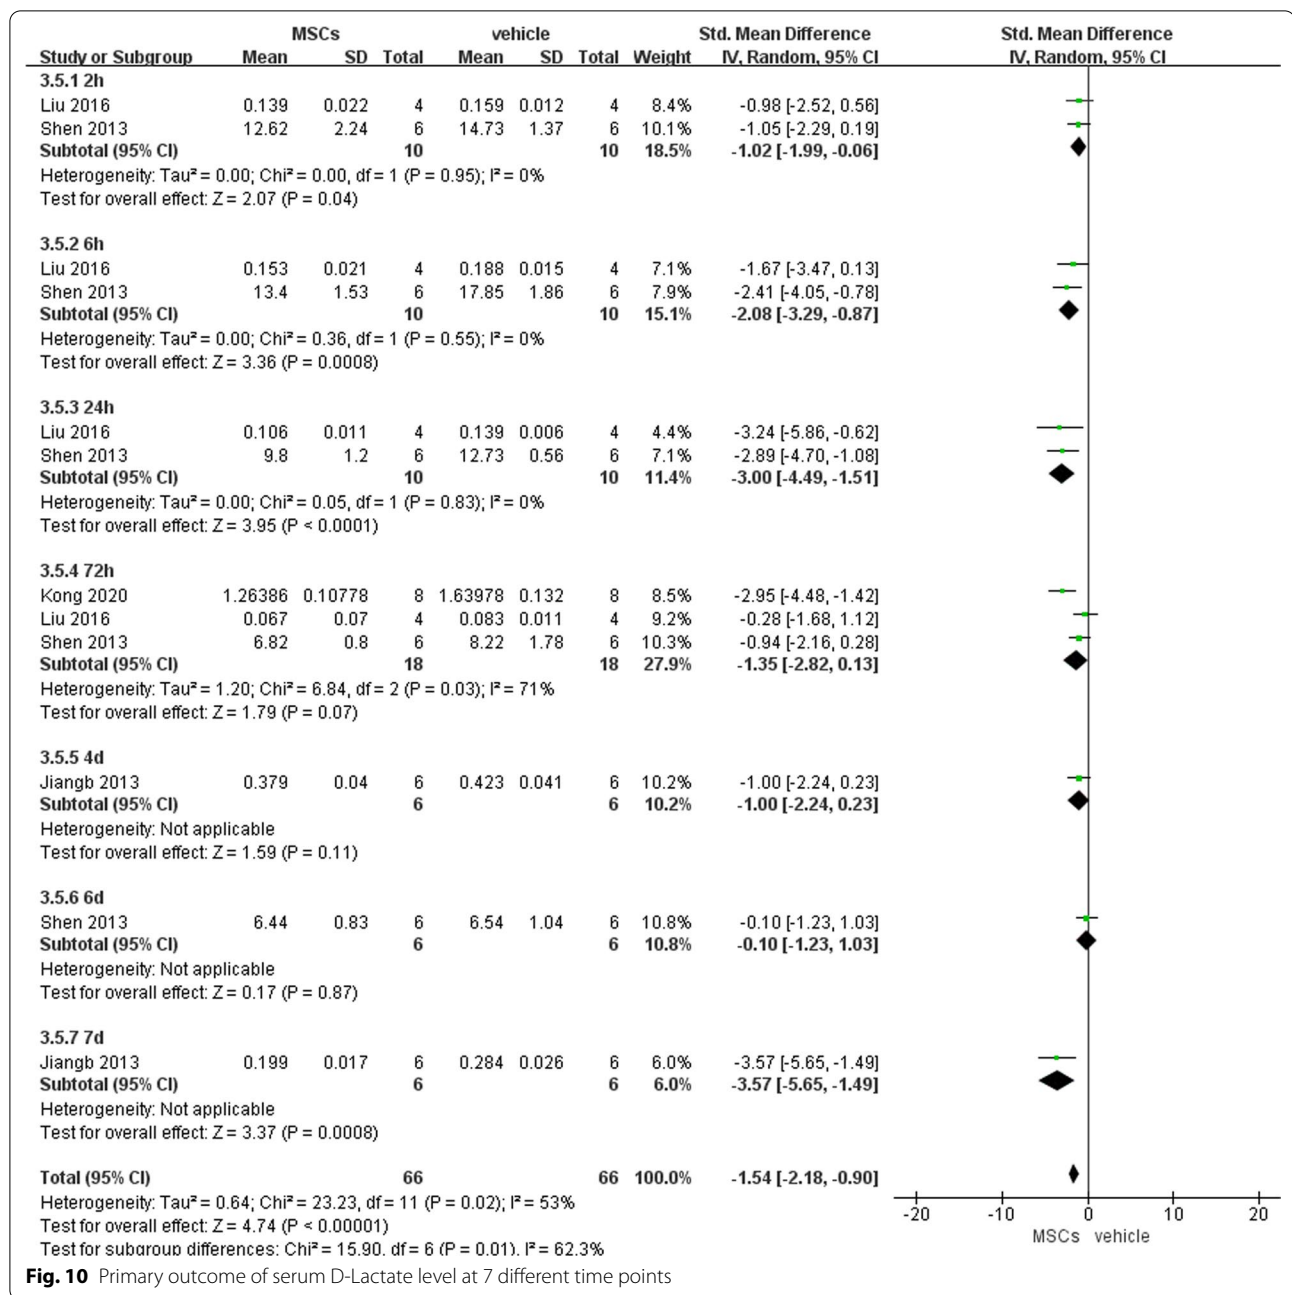 MSCs vehicle Std. Mean Difference Std. Mean Difference
Study or Subgroup Mean SD Total Mean SD Total Weight IV, Random, 95% CI IV, Random, 95% CI
3.5.1 2h
Liu 2016 0.139 0.022 4 0.159 0.012 4 8.4% -0.98 [-2.52, 0.56]
Shen 2013 12.62 2.24 6 14.73 1.37 6 10.1% -1.05 [-2.29, 0.19]
Subtotal (95% CI) 10 10 18.5% -1.02 [-1.99, -0.06]
Heterogeneity: Tau² = 0.00; Chi² = 0.00, df = 1 (P = 0.95); I² = 0%
Test for overall effect: Z = 2.07 (P = 0.04)
3.5.2 6h
Liu 2016 0.153 0.021 4 0.188 0.015 4 7.1% -1.67 [-3.47, 0.13]
Shen 2013 13.4 1.53 6 17.85 1.86 6 7.9% -2.41 [-4.05, -0.78]
Subtotal (95% CI) 10 10 15.1% -2.08 [-3.29, -0.87]
Heterogeneity: Tau² = 0.00; Chi² = 0.36, df = 1 (P = 0.55); I² = 0%
Test for overall effect: Z = 3.36 (P = 0.0008)
3.5.3 24h
Liu 2016 0.106 0.011 4 0.139 0.006 4 4.4% -3.24 [-5.86, -0.62]
Shen 2013 9.8 1.2 6 12.73 0.56 6 7.1% -2.89 [-4.70, -1.08]
Subtotal (95% CI) 10 10 11.4% -3.00 [-4.49, -1.51]
Heterogeneity: Tau² = 0.00; Chi² = 0.05, df = 1 (P = 0.83); I² = 0%
Test for overall effect: Z = 3.95 (P < 0.0001)
3.5.4 72h
Kong 2020 1.26386 0.10778 8 1.63978 0.132 8 8.5% -2.95 [-4.48, -1.42]
Liu 2016 0.067 0.07 4 0.083 0.011 4 9.2% -0.28 [-1.68, 1.12]
Shen 2013 6.82 0.8 6 8.22 1.78 6 10.3% -0.94 [-2.16, 0.28]
Subtotal (95% CI) 18 18 27.9% -1.35 [-2.82, 0.13]
Heterogeneity: Tau² = 1.20; Chi² = 6.84, df = 2 (P = 0.03); I² = 71%
Test for overall effect: Z = 1.79 (P = 0.07)
3.5.5 4d
Jiangb 2013 0.379 0.04 6 0.423 0.041 6 10.2% -1.00 [-2.24, 0.23]
Subtotal (95% CI) 6 6 10.2% -1.00 [-2.24, 0.23]
Heterogeneity: Not applicable
Test for overall effect: Z = 1.59 (P = 0.11)
3.5.6 6d
Shen 2013 6.44 0.83 6 6.54 1.04 6 10.8% -0.10 [-1.23, 1.03]
Subtotal (95% CI) 6 6 10.8% -0.10 [-1.23, 1.03]
Heterogeneity: Not applicable
Test for overall effect: Z = 0.17 (P = 0.87)
3.5.7 7d
Jiangb 2013 0.199 0.017 6 0.284 0.026 6 6.0% -3.57 [-5.65, -1.49]
Subtotal (95% CI) 6 6 6.0% -3.57 [-5.65, -1.49]
Heterogeneity: Not applicable
Test for overall effect: Z = 3.37 (P = 0.0008)
Total (95% CI) 66 66 100.0% -1.54 [-2.18, -0.90]
Heterogeneity: Tau² = 0.64; Chi² = 23.23, df = 11 (P = 0.02); I² = 53%
Test for overall effect: Z = 4.74 (P < 0.00001)
Test for subgroup differences: Chi² = 15.90, df = 6 (P = 0.01), I² = 62.3%
-20 -10 0 10 20
MSCs vehicle
Fig. 10 Primary outcome of serum D-Lactate level at 7 different time points